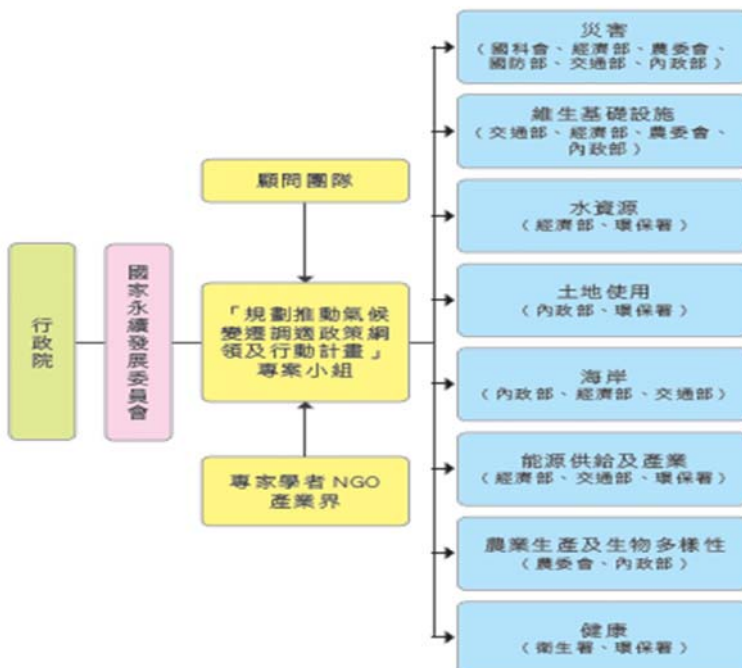 行政院
國家永續發展委員會
顧問團隊
「規劃推動氣候
變遷調適政策綱
領及行動計畫」
專案小組
專家學者 NGO
產業界
災害
（國科會、經濟部、農委會、
國防部、交通部、內政部）
維生基礎設施
（交通部、經濟部、農委會、
內政部）
水資源
（經濟部、環保署）
土地使用
（內政部、環保署）
海岸
（內政部、經濟部、交通部）
能源供給及產業
（經濟部、交通部、環保署）
農業生產及生物多樣性
（農委會、內政部）
健康
（衛生署、環保署）